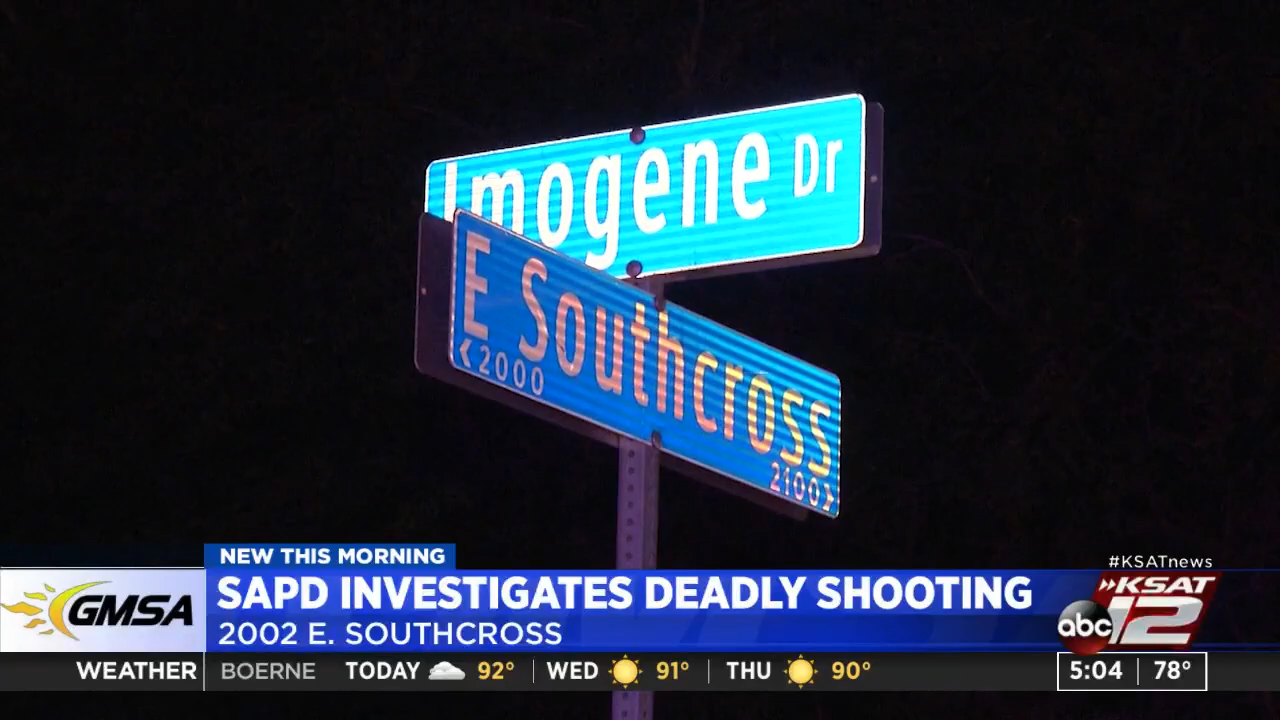 Imogene Dr
E Southcross
<2000
2100>
NEW THIS MORNING
SAPD INVESTIGATES DEADLY SHOOTING
2002 E. SOUTHCROSS
GMSA
#KSATnews
KSAT
abc 12
WEATHER BOERNE TODAY 92° WED 91° THU 90°
5:04 78°